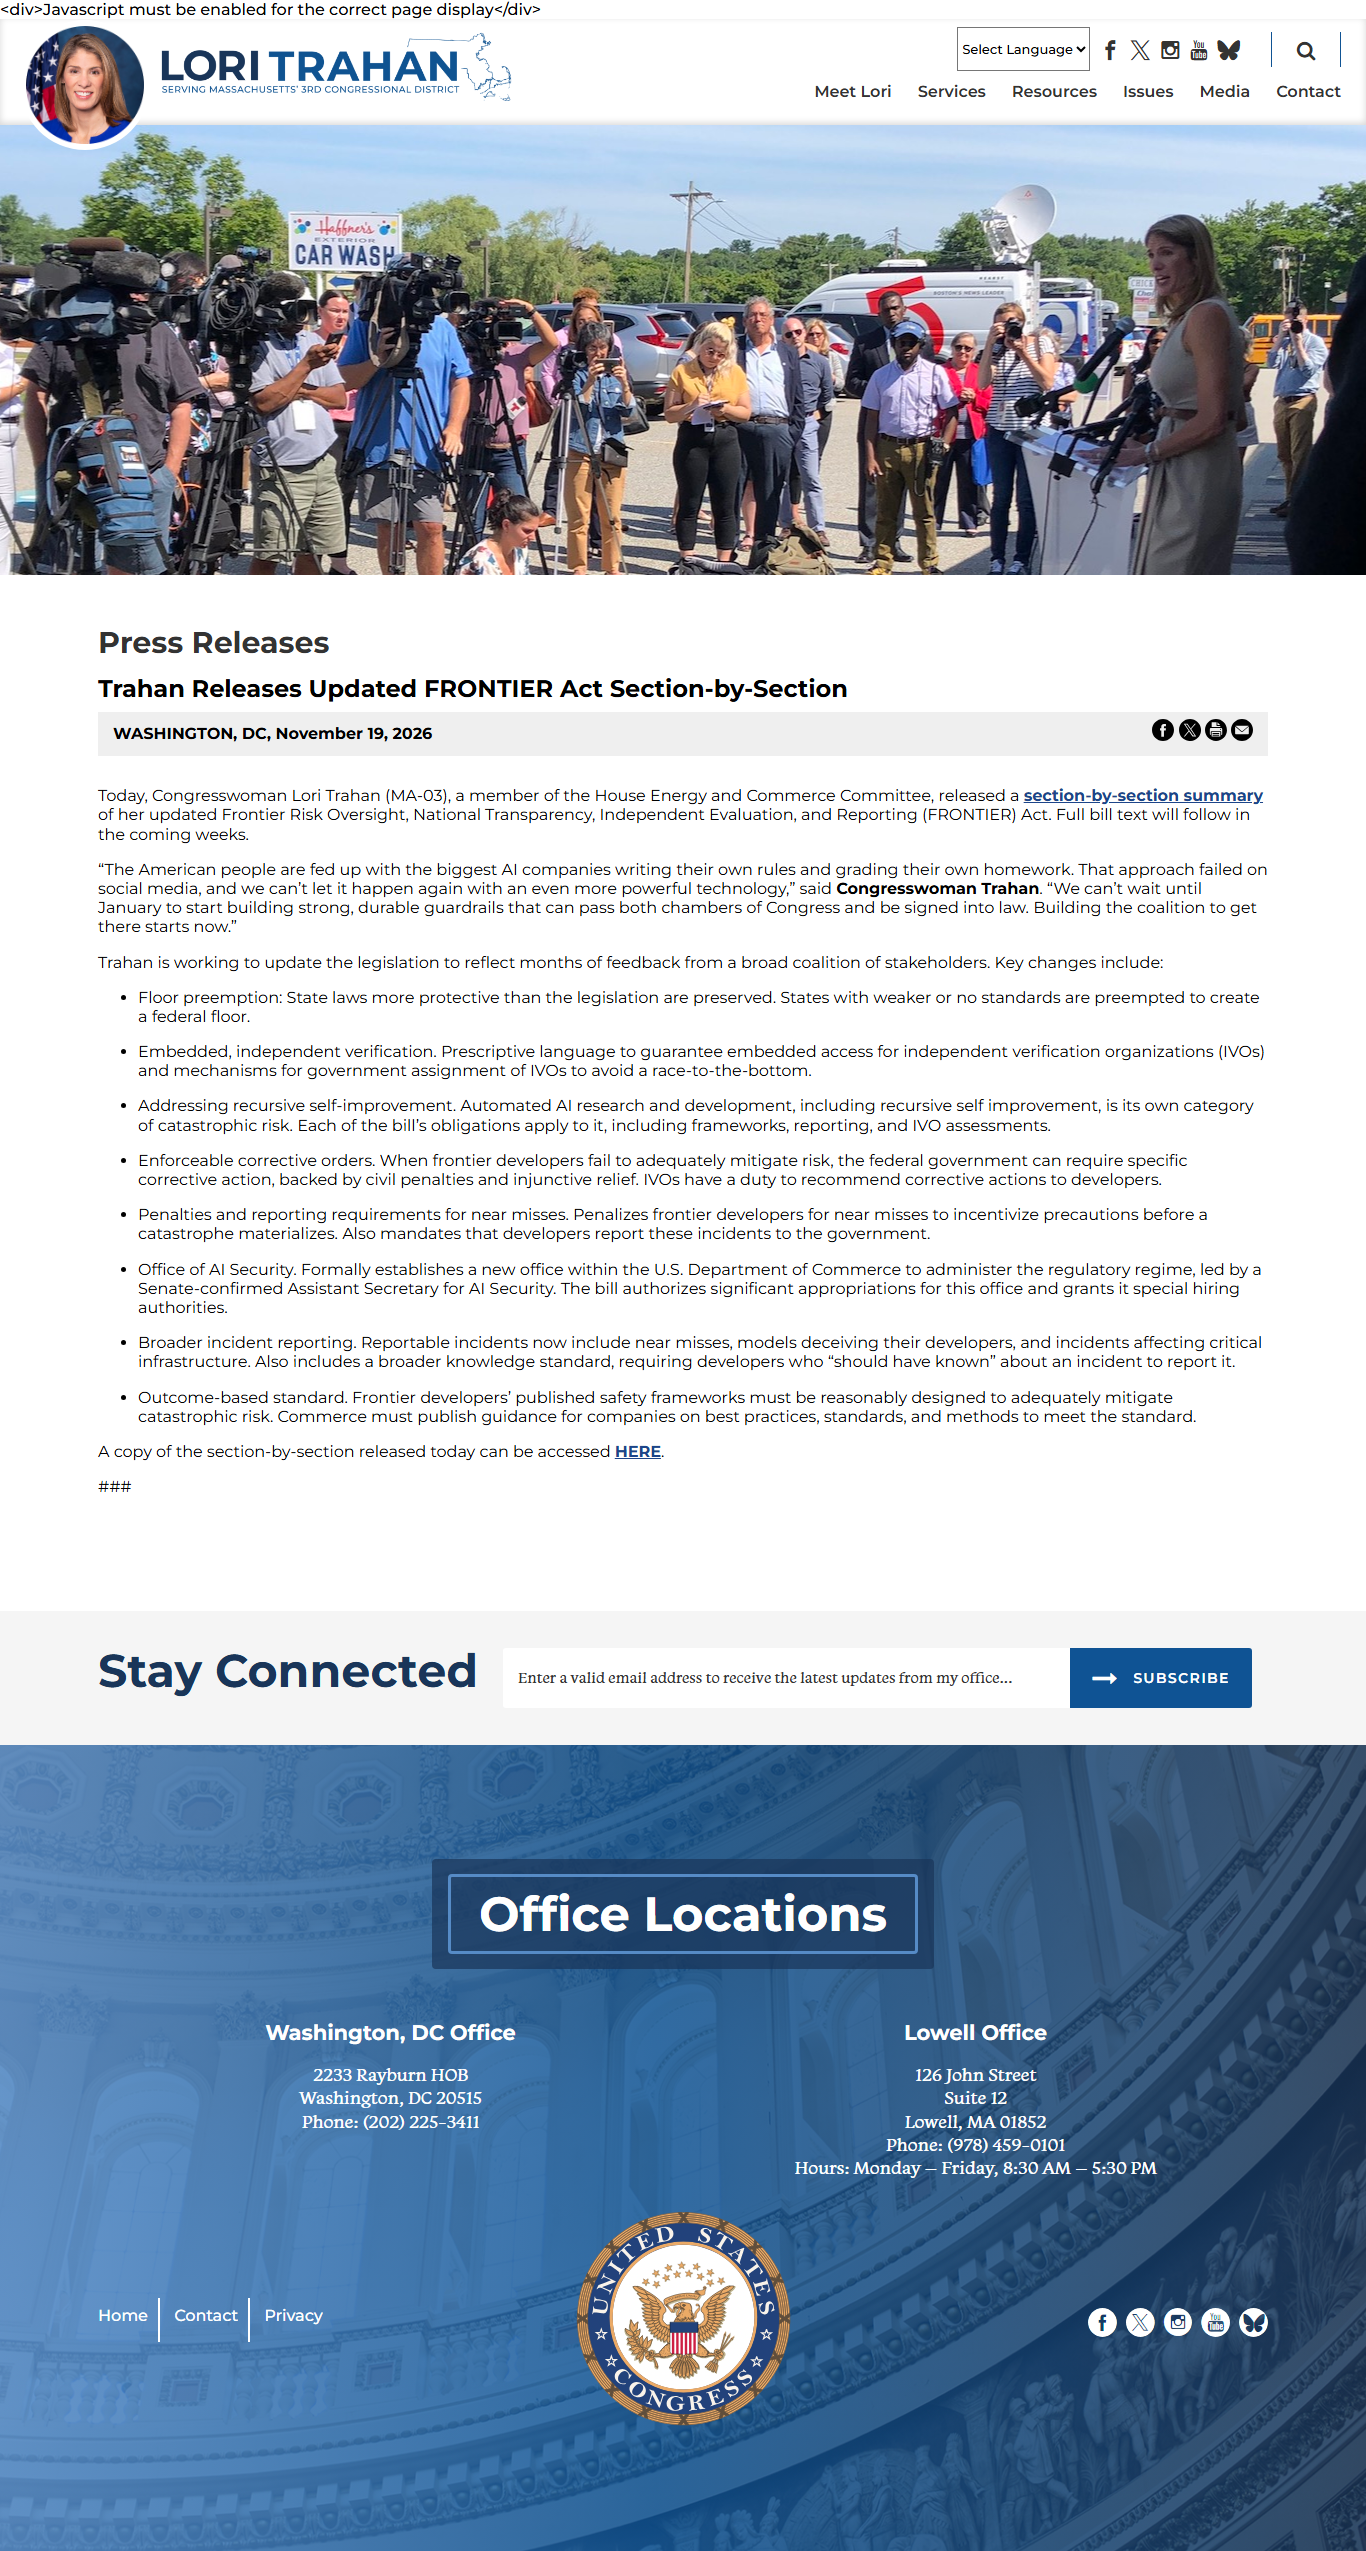 <div>Javascript must be enabled for the correct page display</div>
LORI TRAHAN
SERVING MASSACHUSETTS' 3RD CONGRESSIONAL DISTRICT
Select Language
Meet Lori Services Resources Issues Media Contact
Haffner's
EXTERIOR
CAR WASH
Press Releases
Trahan Releases Updated FRONTIER Act Section-by-Section
WASHINGTON, DC, November 19, 2026
Today, Congresswoman Lori Trahan (MA-03), a member of the House Energy and Commerce Committee, released a section-by-section summary
of her updated Frontier Risk Oversight, National Transparency, Independent Evaluation, and Reporting (FRONTIER) Act. Full bill text will follow in
the coming weeks.
“The American people are fed up with the biggest AI companies writing their own rules and grading their own homework. That approach failed on
social media, and we can’t let it happen again with an even more powerful technology,” said Congresswoman Trahan. “We can’t wait until
January to start building strong, durable guardrails that can pass both chambers of Congress and be signed into law. Building the coalition to get
there starts now.”
Trahan is working to update the legislation to reflect months of feedback from a broad coalition of stakeholders. Key changes include:
• Floor preemption: State laws more protective than the legislation are preserved. States with weaker or no standards are preempted to create
a federal floor.
• Embedded, independent verification. Prescriptive language to guarantee embedded access for independent verification organizations (IVOs)
and mechanisms for government assignment of IVOs to avoid a race-to-the-bottom.
• Addressing recursive self-improvement. Automated AI research and development, including recursive self improvement, is its own category
of catastrophic risk. Each of the bill’s obligations apply to it, including frameworks, reporting, and IVO assessments.
• Enforceable corrective orders. When frontier developers fail to adequately mitigate risk, the federal government can require specific
corrective action, backed by civil penalties and injunctive relief. IVOs have a duty to recommend corrective actions to developers.
• Penalties and reporting requirements for near misses. Penalizes frontier developers for near misses to incentivize precautions before a
catastrophe materializes. Also mandates that developers report these incidents to the government.
• Office of AI Security. Formally establishes a new office within the U.S. Department of Commerce to administer the regulatory regime, led by a
Senate-confirmed Assistant Secretary for AI Security. The bill authorizes significant appropriations for this office and grants it special hiring
authorities.
• Broader incident reporting. Reportable incidents now include near misses, models deceiving their developers, and incidents affecting critical
infrastructure. Also includes a broader knowledge standard, requiring developers who “should have known” about an incident to report it.
• Outcome-based standard. Frontier developers’ published safety frameworks must be reasonably designed to adequately mitigate
catastrophic risk. Commerce must publish guidance for companies on best practices, standards, and methods to meet the standard.
A copy of the section-by-section released today can be accessed HERE.
###
Stay Connected
Enter a valid email address to receive the latest updates from my office...
SUBSCRIBE
Office Locations
Washington, DC Office
2233 Rayburn HOB
Washington, DC 20515
Phone: (202) 225-3411
Lowell Office
126 John Street
Suite 12
Lowell, MA 01852
Phone: (978) 459-0101
Hours: Monday – Friday, 8:30 AM – 5:30 PM
UNITED STATES
CONGRESS
Home Contact Privacy